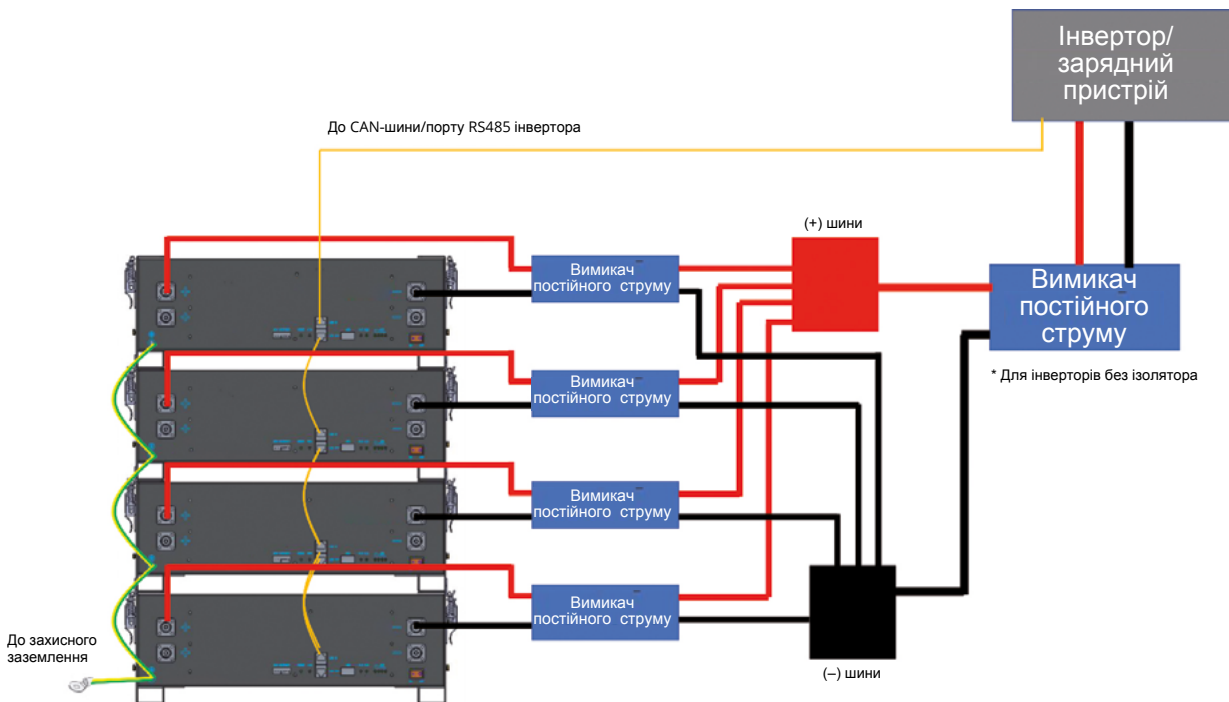 Інвертор/
зарядний
пристрій
До CAN-шини/порту RS485 інвертора
(+) шини
Вимикач
постійного струму
Вимикач
постійного
струму
* Для інверторів без ізолятора
Вимикач
постійного струму
Вимикач
постійного струму
Вимикач
постійного струму
До захисного
заземлення
(–) шини